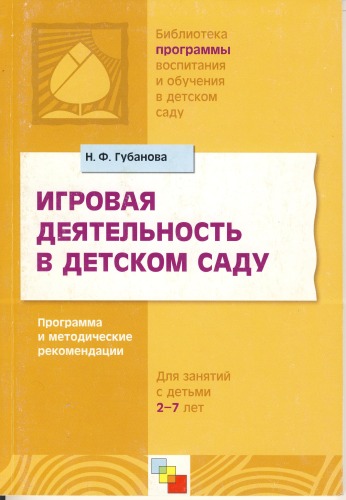 Библиотека
программы
воспитания
и обучения
в детском
саду
Н. Ф. Губанова
ИГРОВАЯ
ДЕЯТЕЛЬНОСТЬ
В ДЕТСКОМ САДУ
Программа
и методические
рекомендации
Для занятий
с детьми
2–7 лет